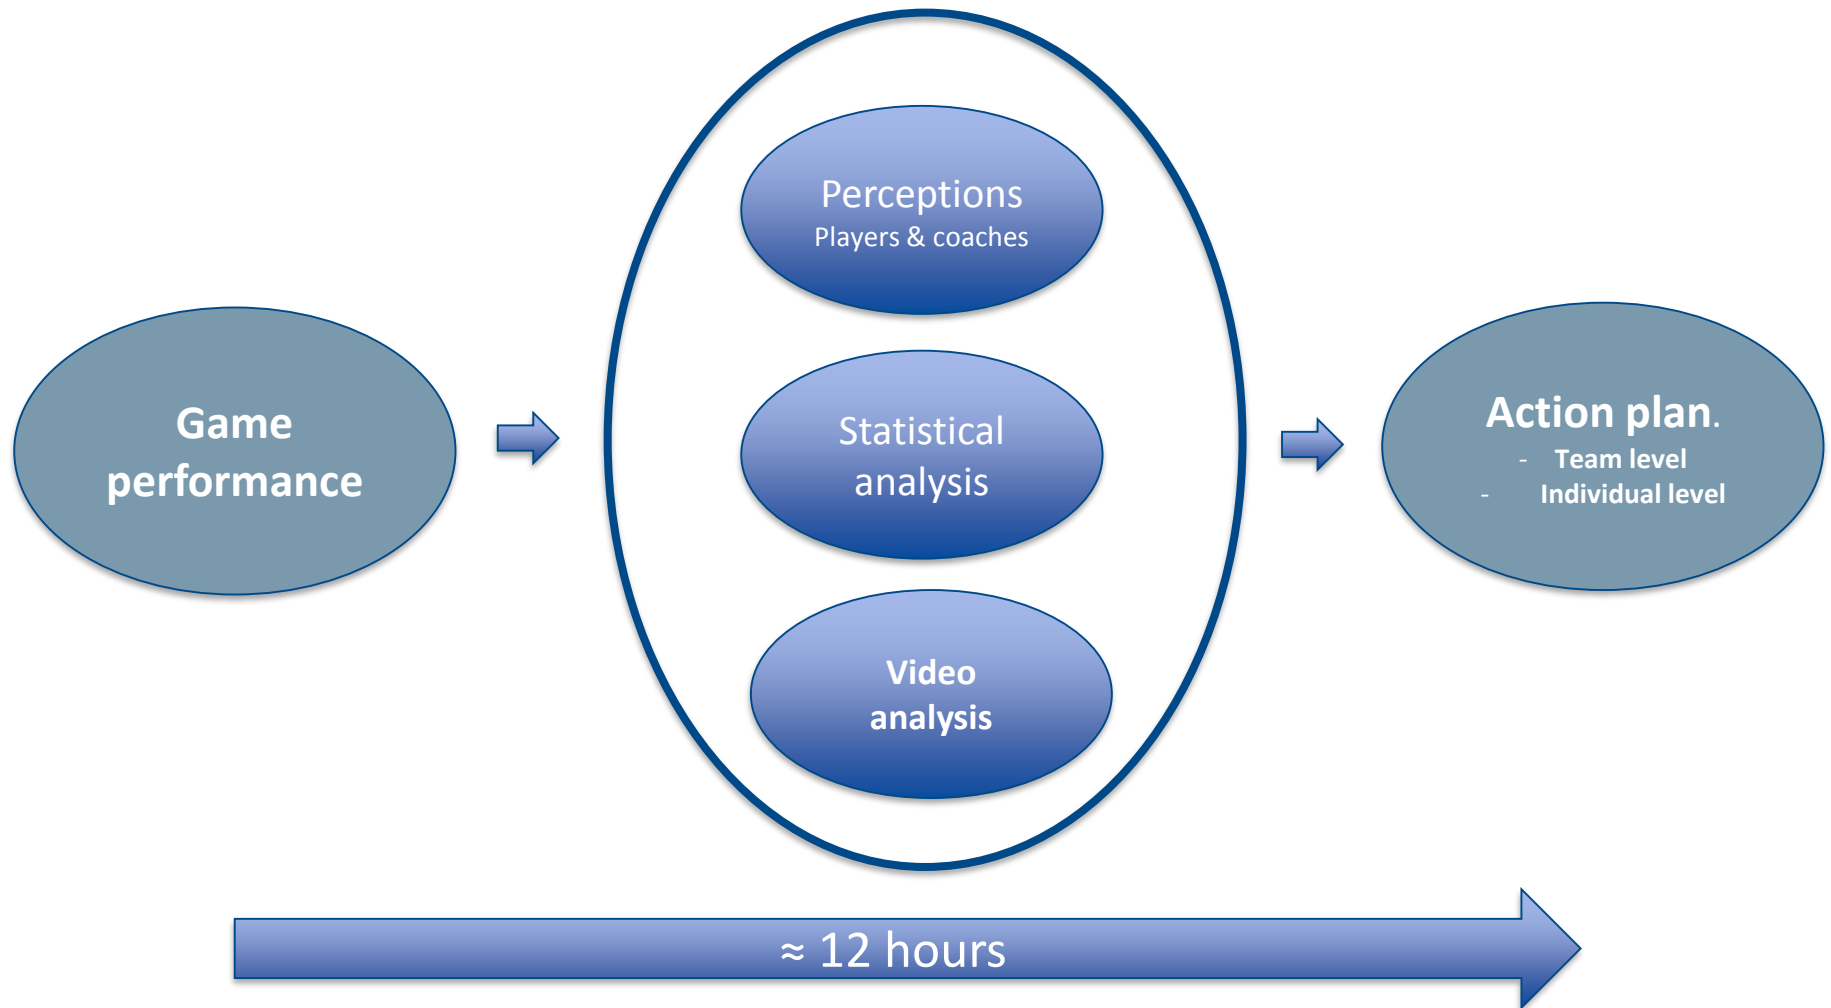 Game
performance
Perceptions
Players & coaches
Statistical
analysis
Video
analysis
Action plan.
- Team level
- Individual level
≈ 12 hours